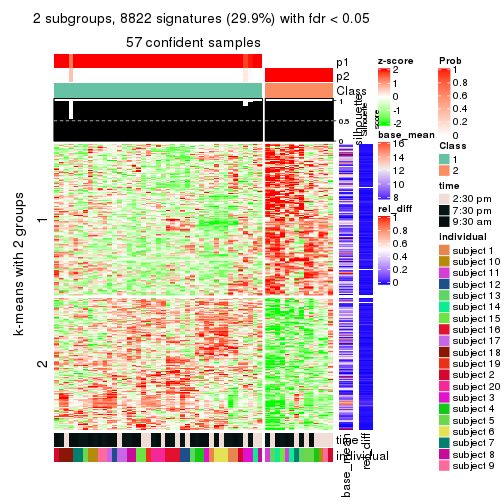 2 subgroups, 8822 signatures (29.9%) with fdr < 0.05
57 confident samples
p1
p2
Class
silhouette
1
0.5
0
k-means with 2 groups
1
2
time
individual
base_mean
rel_diff
z-score
2
1
0
-1
-2
base_mean
16
14
12
10
8
rel_diff
1
0.8
0.6
0.4
0.2
0
Prob
1
0.8
0.6
0.4
0.2
0
Class
1
2
time
2:30 pm
7:30 pm
9:30 am
individual
subject 1
subject 10
subject 11
subject 12
subject 13
subject 14
subject 15
subject 16
subject 17
subject 18
subject 19
subject 2
subject 20
subject 3
subject 4
subject 5
subject 6
subject 7
subject 8
subject 9